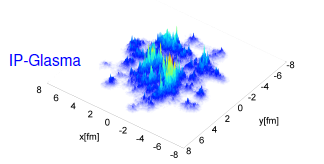 IP-Glasma
8 6 4 2 0 -2 -4 -6 -8
x[fm]
-8 -6 -4 -2 0 2 4 6 8
y[fm]